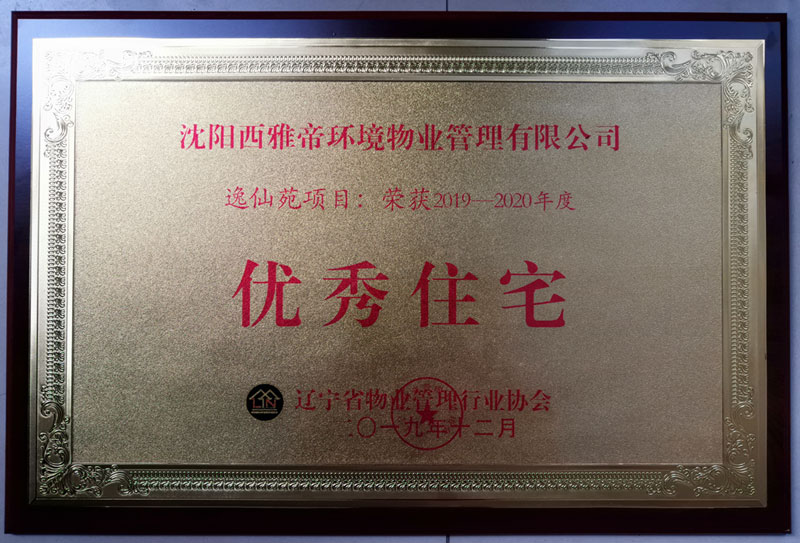 沈阳西雅帝环境物业管理有限公司
逸仙苑项目：荣获2019—2020年度
优秀住宅
辽宁省物业管理行业协会
二〇一九年十二月